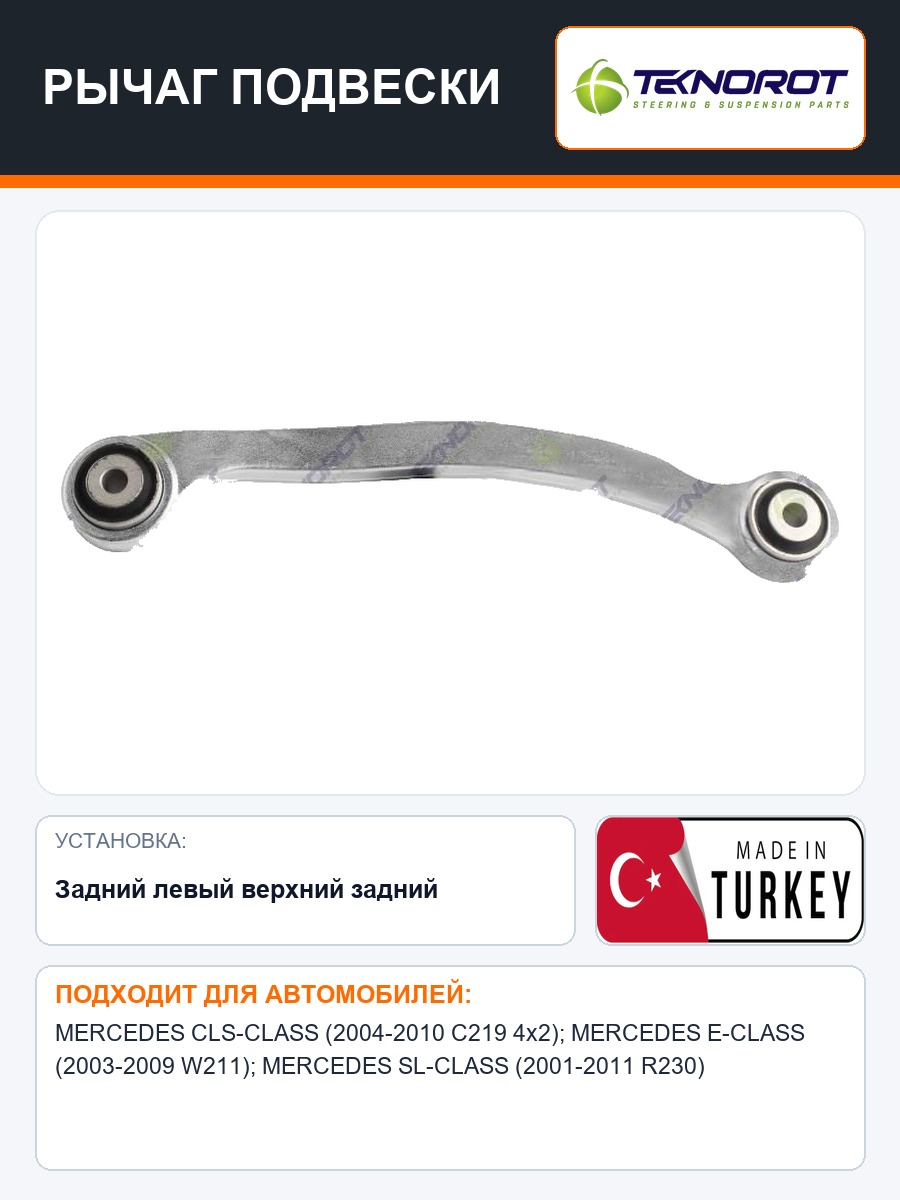 РЫЧАГ ПОДВЕСКИ
TEKNOROT
STEERING & SUSPENSION PARTS
TEKNOROT
УСТАНОВКА:
Задний левый верхний задний
MADE IN
TURKEY
ПОДХОДИТ ДЛЯ АВТОМОБИЛЕЙ:
MERCEDES CLS-CLASS (2004-2010 C219 4x2); MERCEDES E-CLASS
(2003-2009 W211); MERCEDES SL-CLASS (2001-2011 R230)